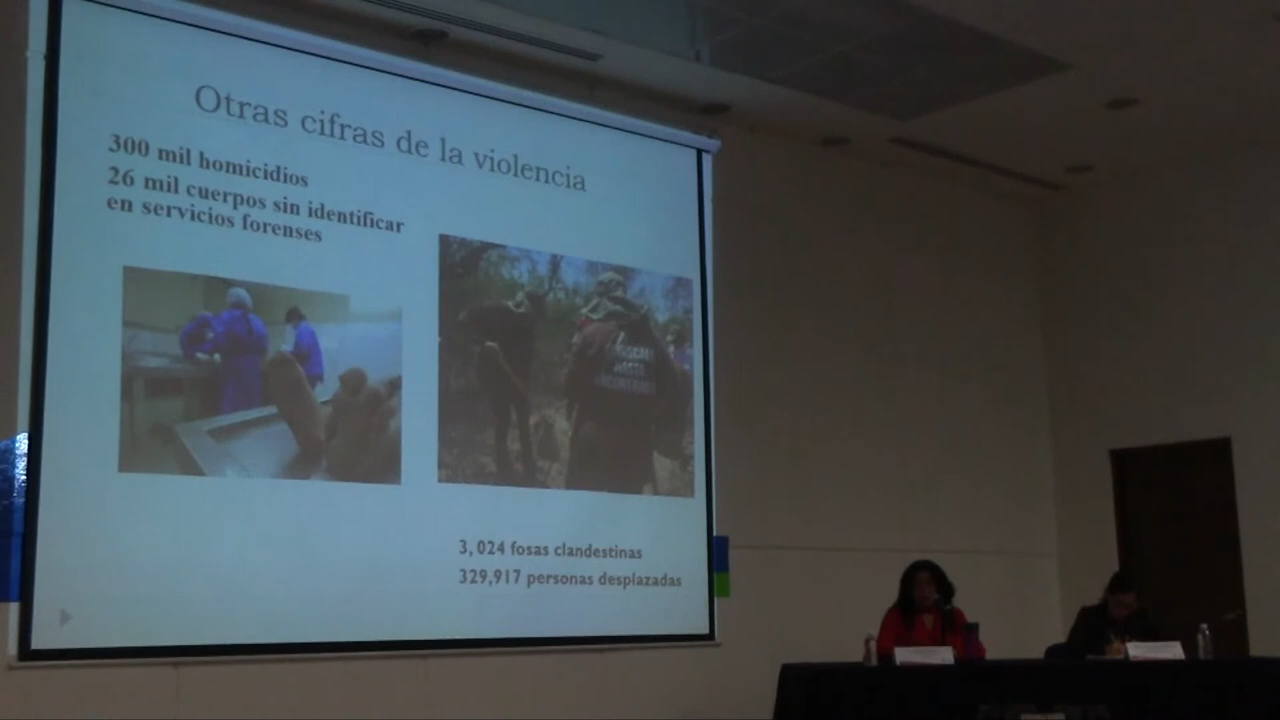 Otras cifras de la violencia
300 mil homicidios
26 mil cuerpos sin identificar
en servicios forenses
3, 024 fosas clandestinas
329,917 personas desplazadas